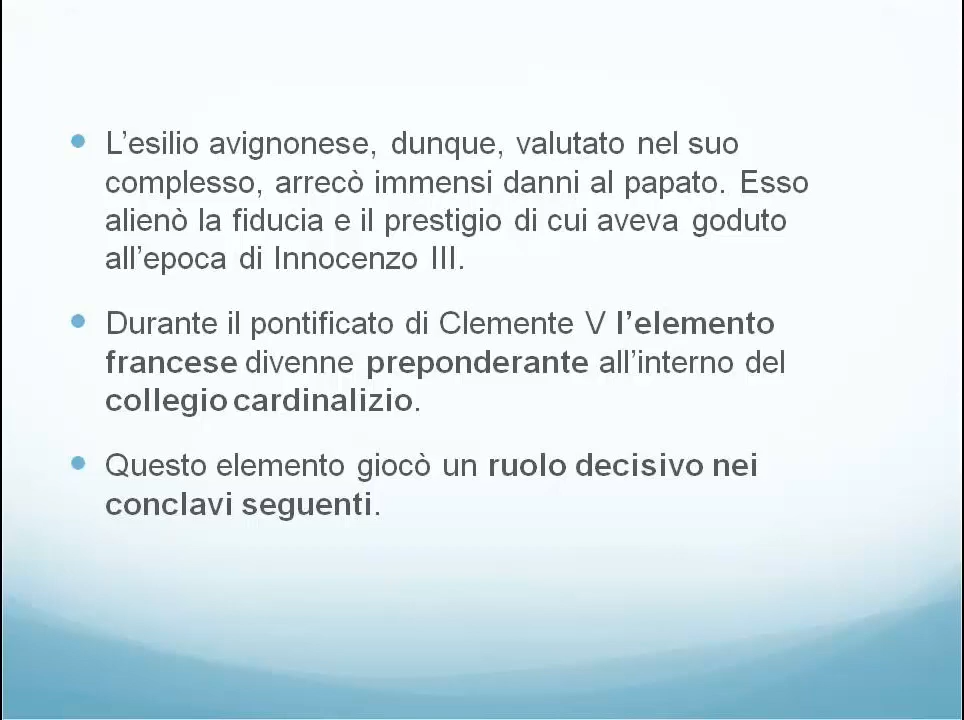 L’esilio avignonese, dunque, valutato nel suo
complesso, arrecò immensi danni al papato. Esso
alienò la fiducia e il prestigio di cui aveva goduto
all’epoca di Innocenzo III.
Durante il pontificato di Clemente V l’elemento
francese divenne preponderante all’interno del
collegio cardinalizio.
Questo elemento giocò un ruolo decisivo nei
conclavi seguenti.